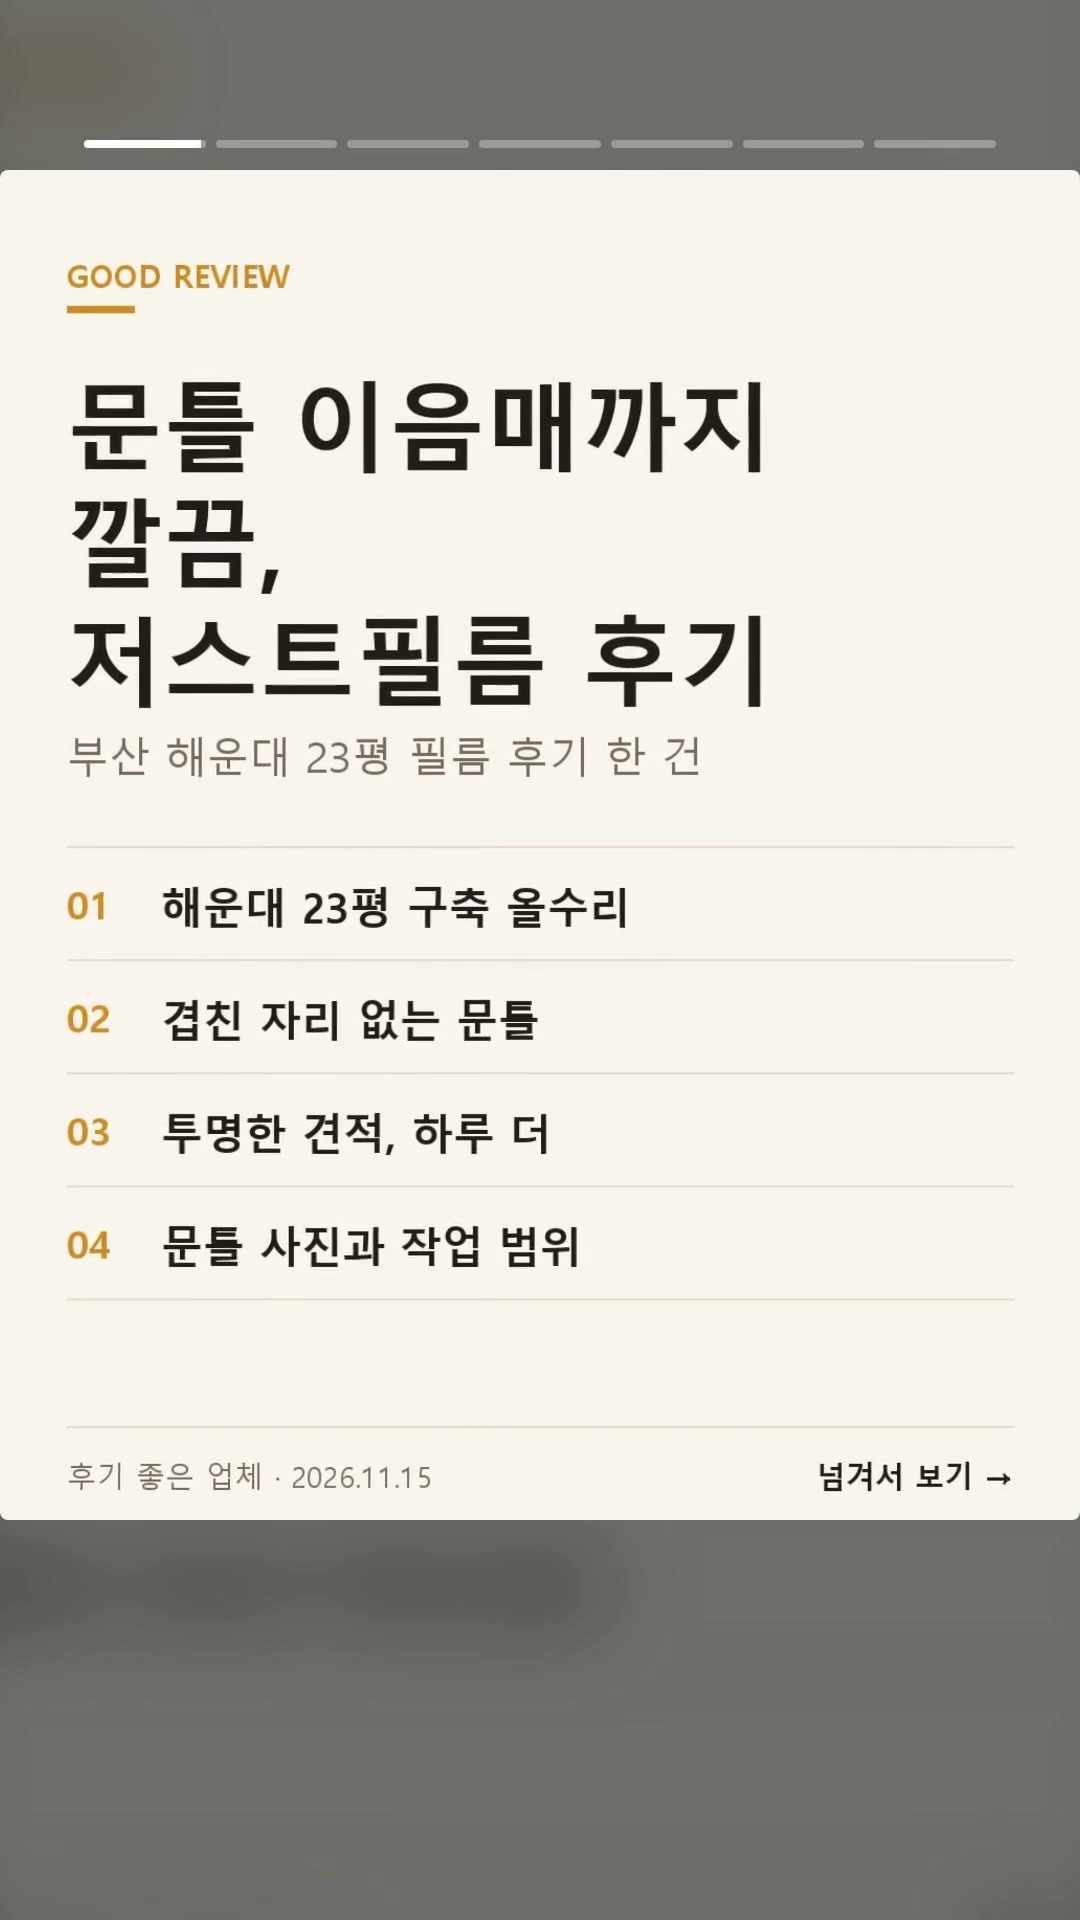 GOOD REVIEW
문틀 이음매까지
깔끔,
저스트필름 후기
부산 해운대 23평 필름 후기 한 건
01 해운대 23평 구축 올수리
02 겹친 자리 없는 문틀
03 투명한 견적, 하루 더
04 문틀 사진과 작업 범위
후기 좋은 업체 · 2026.11.15
넘겨서 보기 →